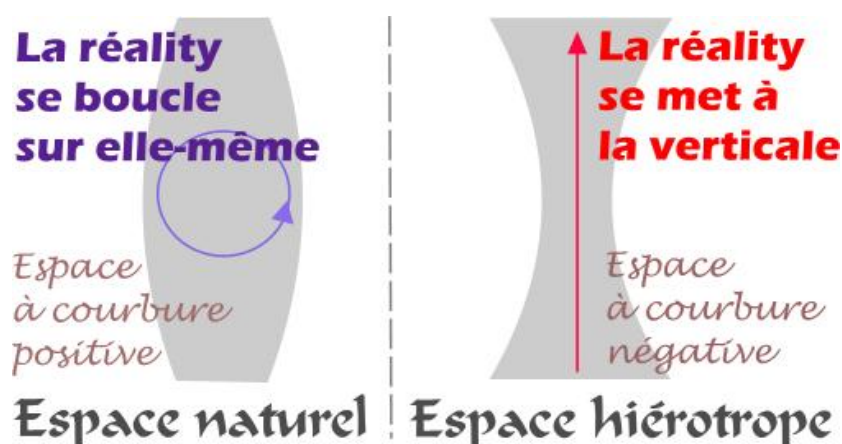 La réality
se boucle
sur elle-même
Espace
à courbure
positive
Espace naturel
La réality
se met à
la verticale
Espace
à courbure
négative
Espace hiérotrope